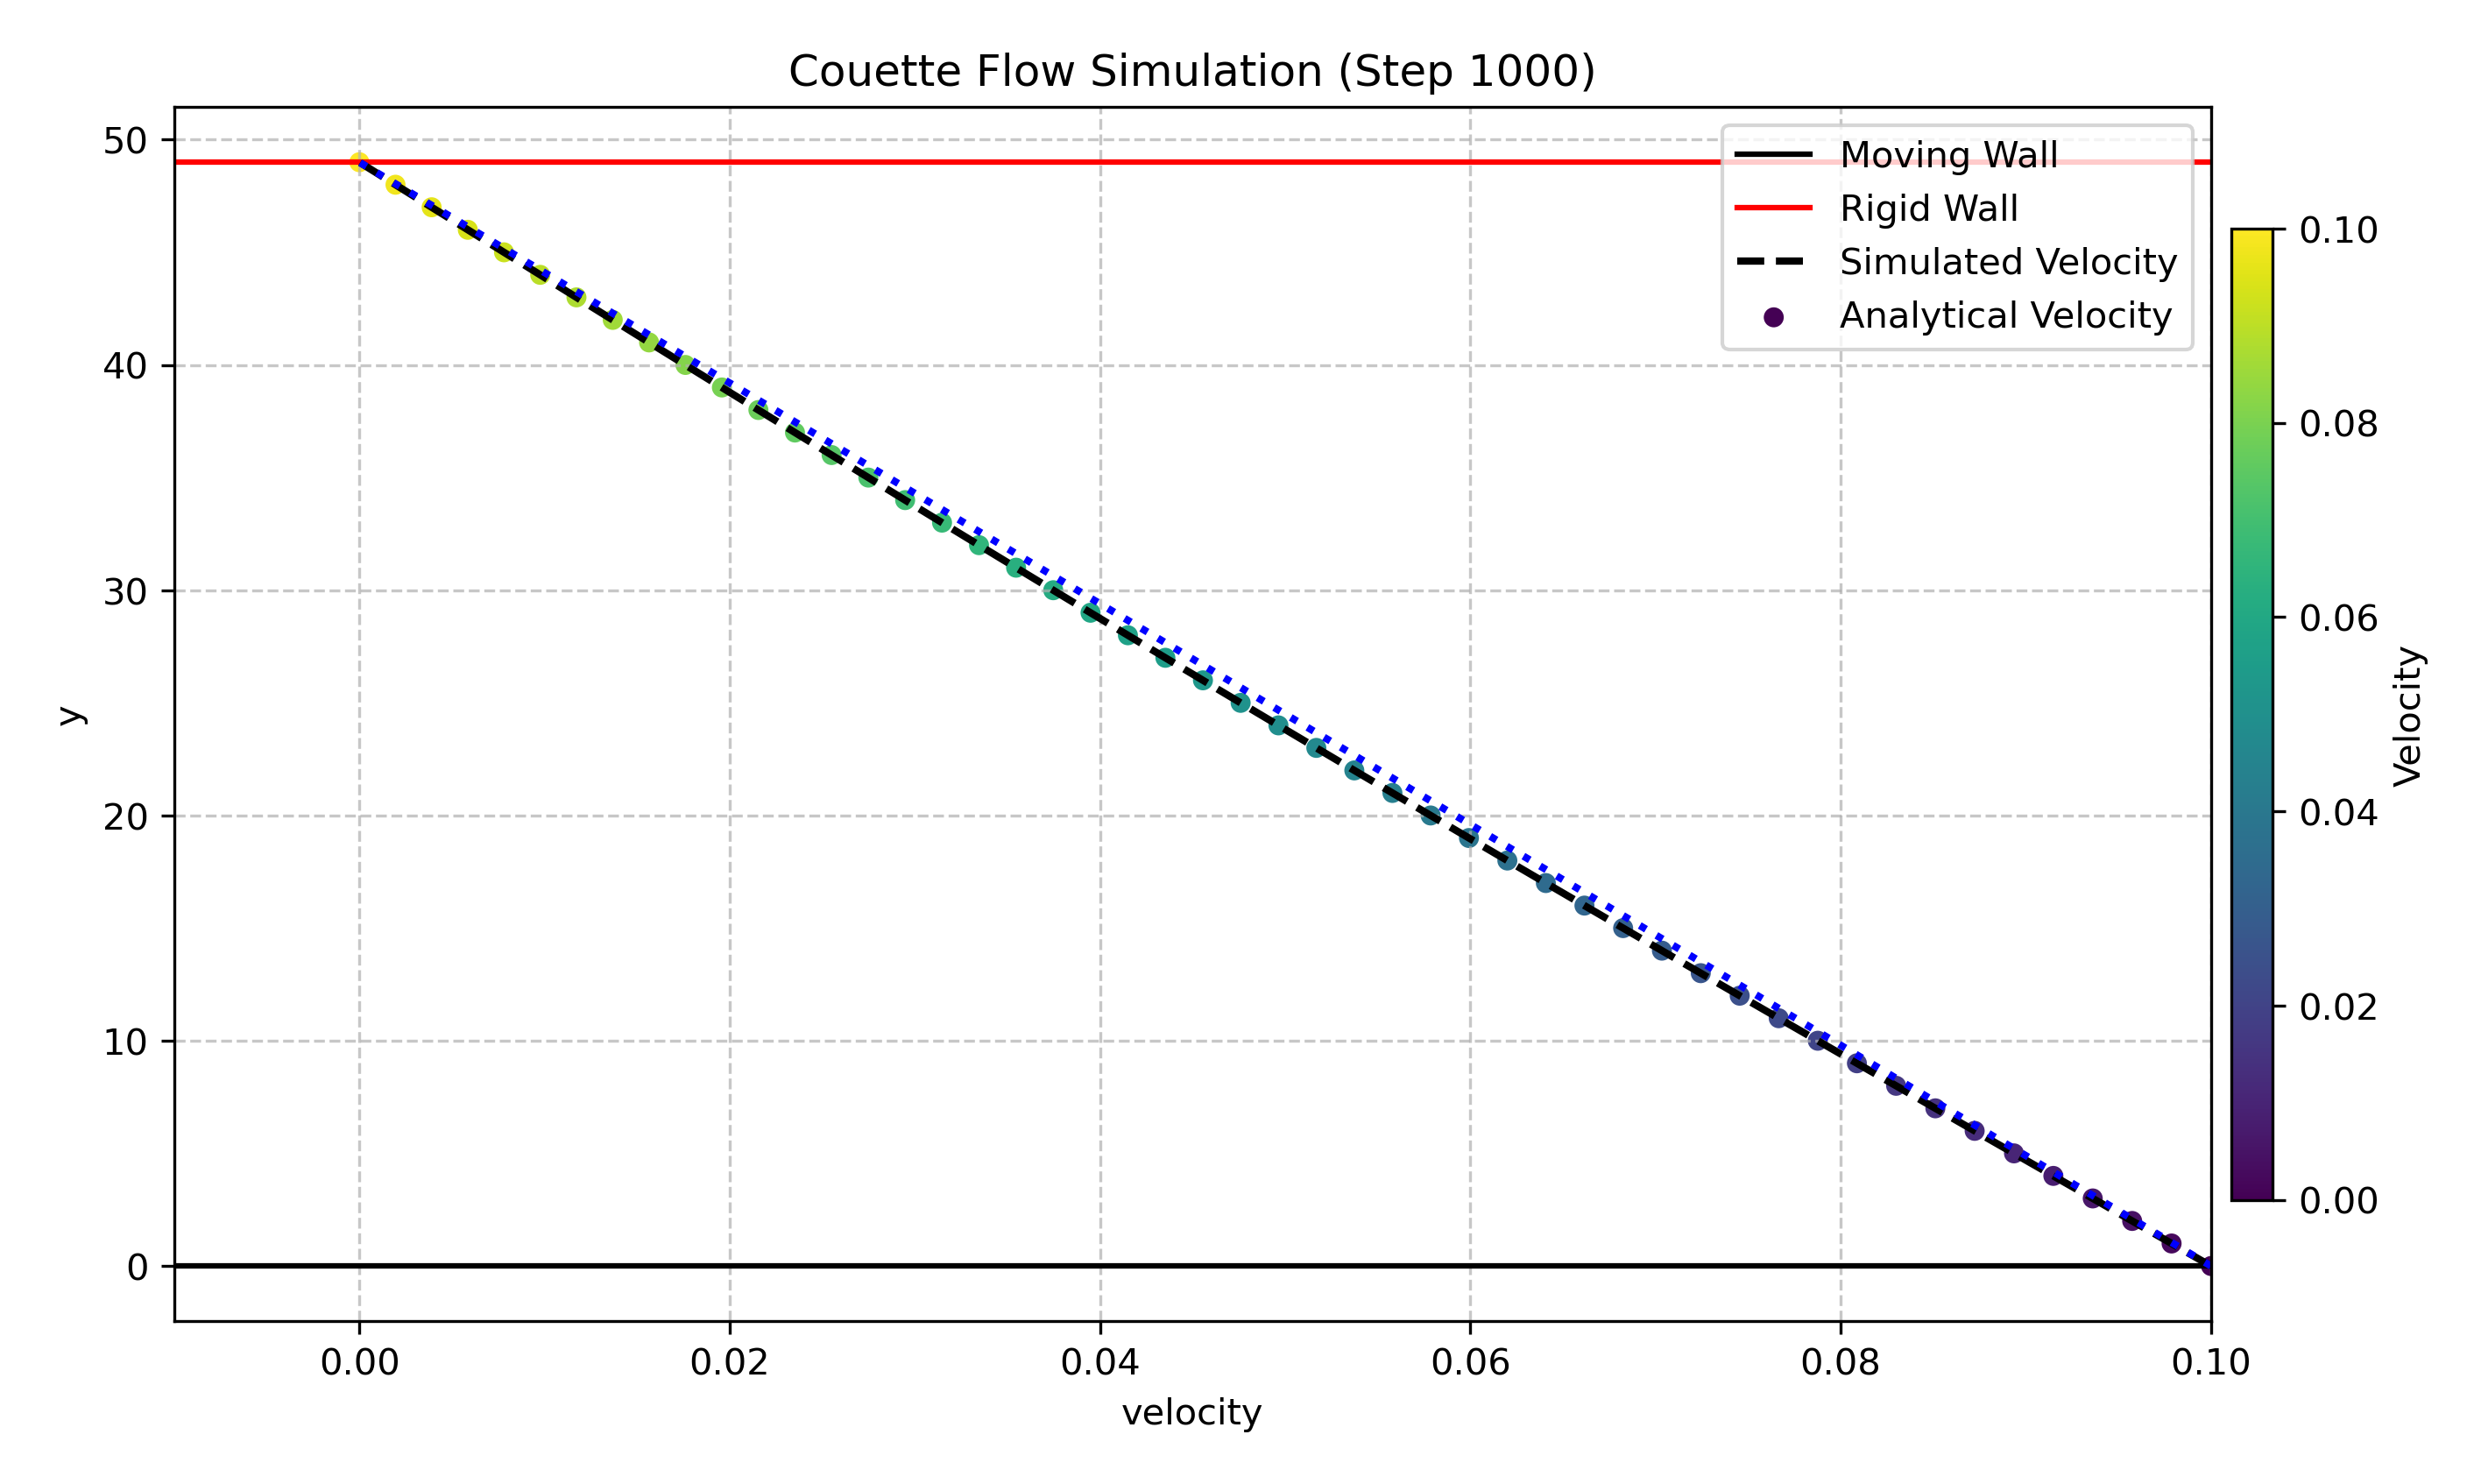 Couette Flow Simulation (Step 1000)
50
40
30
20
10
0
y
Moving Wall
Rigid Wall
Simulated Velocity
Analytical Velocity
0.10
0.08
0.06
0.04
0.02
0.00
Velocity
0.00 0.02 0.04 0.06 0.08 0.10
velocity